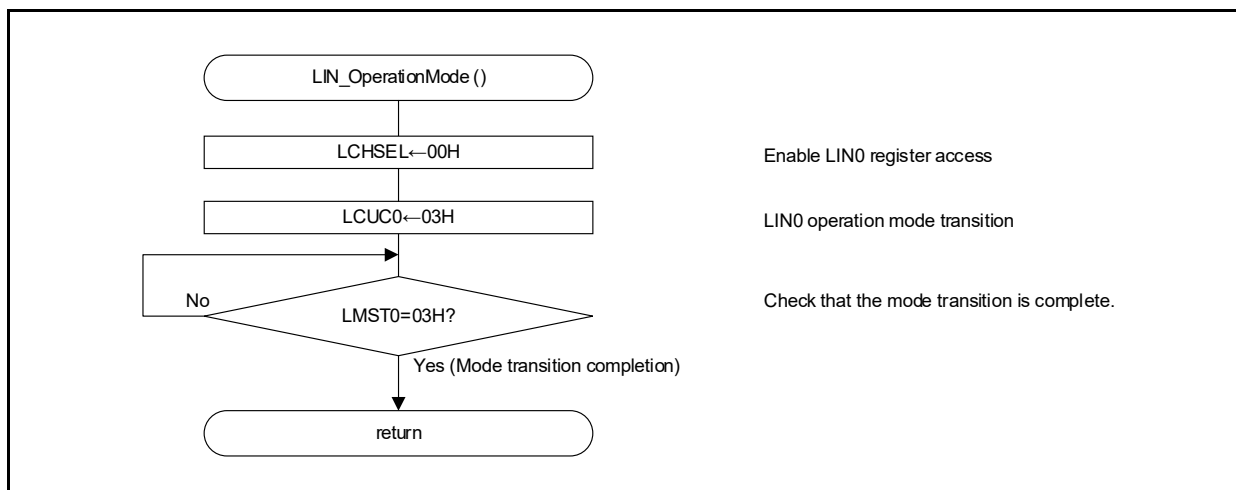 LIN_OperationMode ()
LCHSEL←00H
Enable LIN0 register access
LCUC0←03H
LIN0 operation mode transition
No
LMST0=03H?
Check that the mode transition is complete.
Yes (Mode transition completion)
return